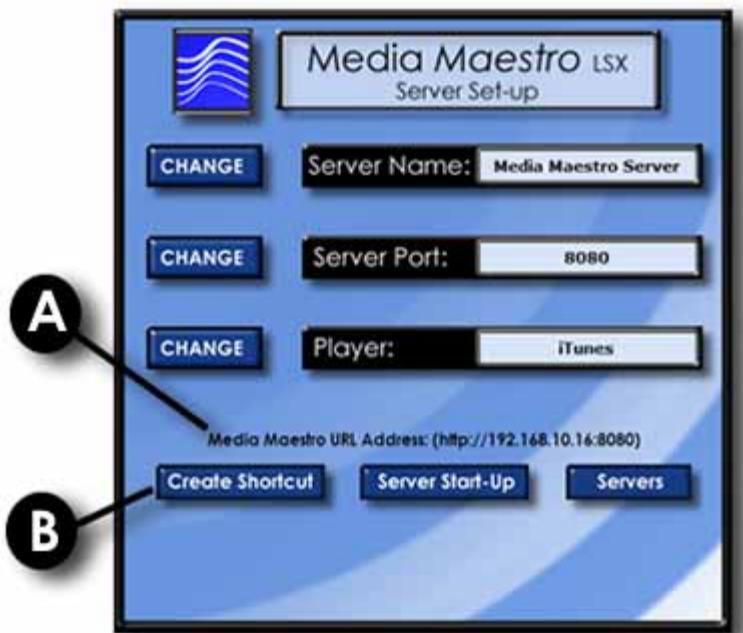 Media Maestro LSX
Server Set-up
CHANGE Server Name: Media Maestro Server
CHANGE Server Port: 8080
CHANGE Player: iTunes
A
Media Maestro URL Address: (http://192.168.10.16:8080)
Create Shortcut Server Start-Up Servers
B